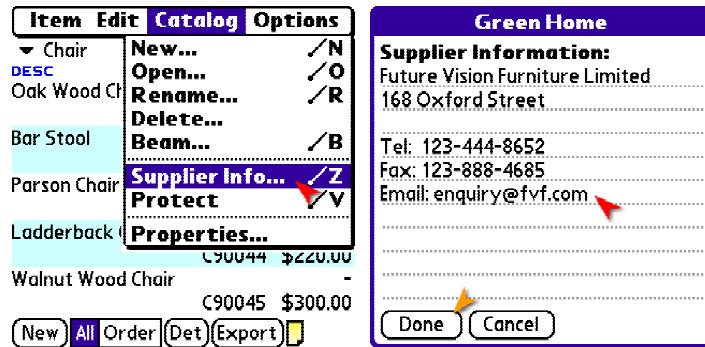 Item Edit Catalog Options
Chair
DESC
Oak Wood Ch
Bar Stool
Parson Chair
Ladderback
C90044 $220.00
Walnut Wood Chair -
C90045 $300.00
New All Order Det Export
New... /N
Open... /O
Rename... /R
Delete...
Beam... /B
Supplier Info... /Z
Protect /V
Properties...
Green Home
Supplier Information:
Future Vision Furniture Limited
168 Oxford Street
Tel: 123-444-8652
Fax: 123-888-4685
Email: enquiry@fvf.com
Done Cancel